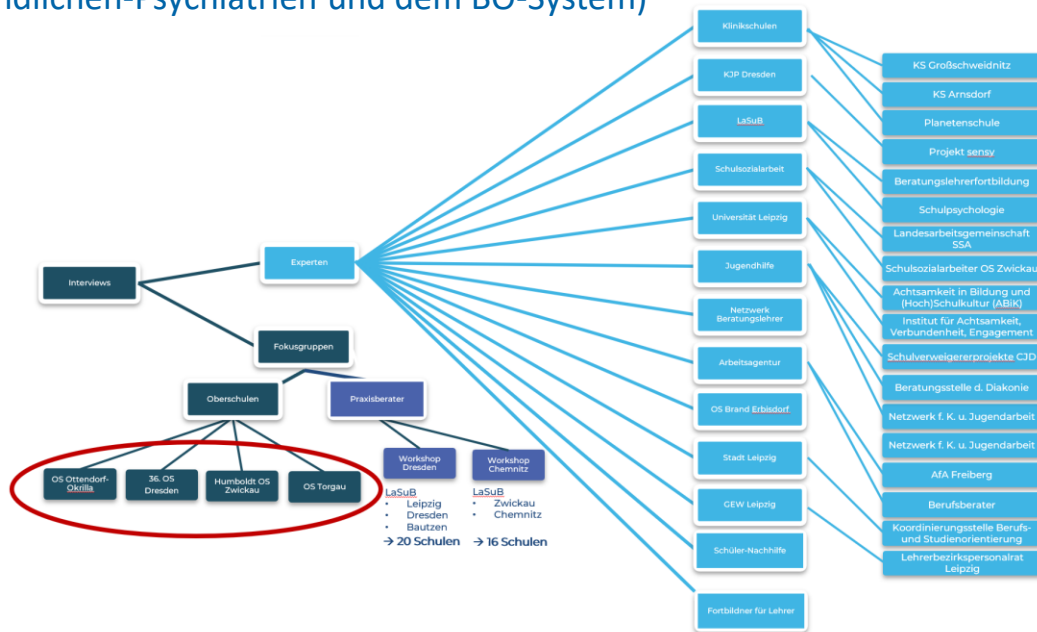 ndlichen-Psychiatrien und dem BO-System)
Interviews
Experten
Fokusgruppen
Oberschulen
Praxisberater
OS Ottendorf-
Okrilla
36. OS
Dresden
Humboldt OS
Zwickau
OS Torgau
Workshop
Dresden
Workshop
Chemnitz
LaSuB
• Leipzig
• Dresden
• Bautzen
→ 20 Schulen
LaSuB
• Zwickau
• Chemnitz
→ 16 Schulen
Klinikschulen
KJP Dresden
LaSuB
Schulsozialarbeit
Universität Leipzig
Jugendhilfe
Netzwerk
Beratungslehrer
Arbeitsagentur
OS Brand Erbisdorf
Stadt Leipzig
GEW Leipzig
Schüler-Nachhilfe
Fortbildner für Lehrer
KS Großschweidnitz
KS Arnsdorf
Planetenschule
Projekt sensy
Beratungslehrerfortbildung
Schulpsychologie
Landesarbeitsgemeinschaft
SSA
Schulsozialarbeiter OS Zwickau
Achtsamkeit in Bildung und
(Hoch)Schulkultur (ABiK)
Institut für Achtsamkeit,
Verbundenheit, Engagement
Schulverweigererprojekte CJD
Beratungsstelle d. Diakonie
Netzwerk f. K. u. Jugendarbeit
Netzwerk f. K. u. Jugendarbeit
AfA Freiberg
Berufsberater
Koordinierungsstelle Berufs-
und Studienorientierung
Lehrerbezirkspersonalrat
Leipzig